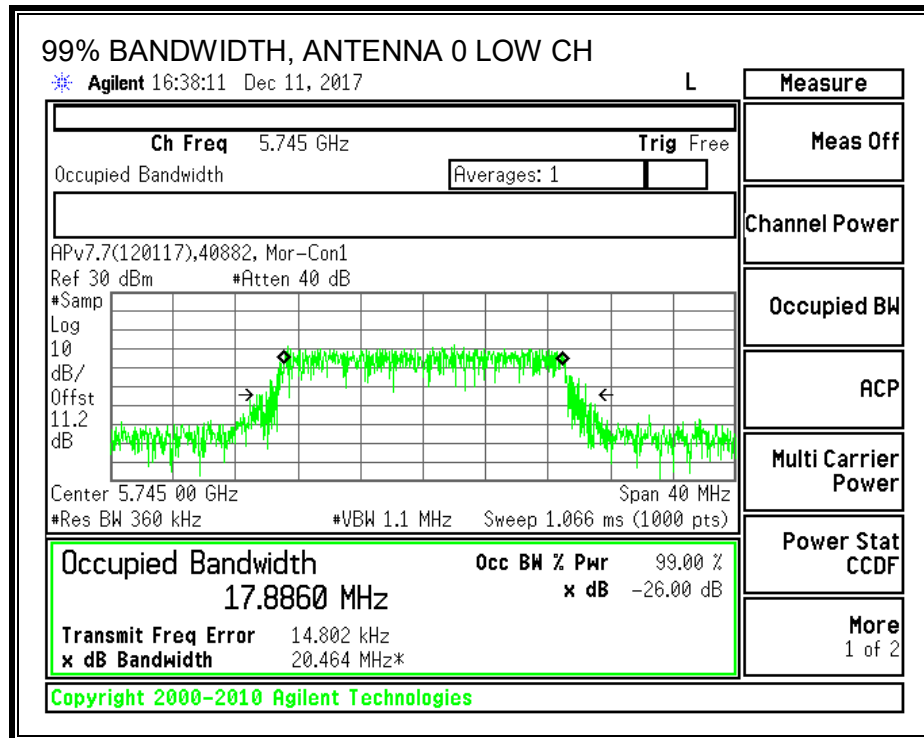 99% BANDWIDTH, ANTENNA 0 LOW CH
Agilent 16:38:11 Dec 11, 2017 L
Measure
Ch Freq 5.745 GHz Trig Free
Meas Off
Occupied Bandwidth Averages: 1
Channel Power
APv7.7(120117),40882, Mor-Con1
Ref 30 dBm #Atten 40 dB
#Samp
Log
10
dB/
Offst
11.2
dB
Occupied BW
ACP
Center 5.745 00 GHz Span 40 MHz
#Res BW 360 kHz #VBW 1.1 MHz Sweep 1.066 ms (1000 pts)
Multi Carrier
Power
Occupied Bandwidth Occ BW % Pwr 99.00 %
17.8860 MHz x dB -26.00 dB
Power Stat
CCDF
Transmit Freq Error 14.802 kHz
x dB Bandwidth 20.464 MHz*
More
1 of 2
Copyright 2000-2010 Agilent Technologies